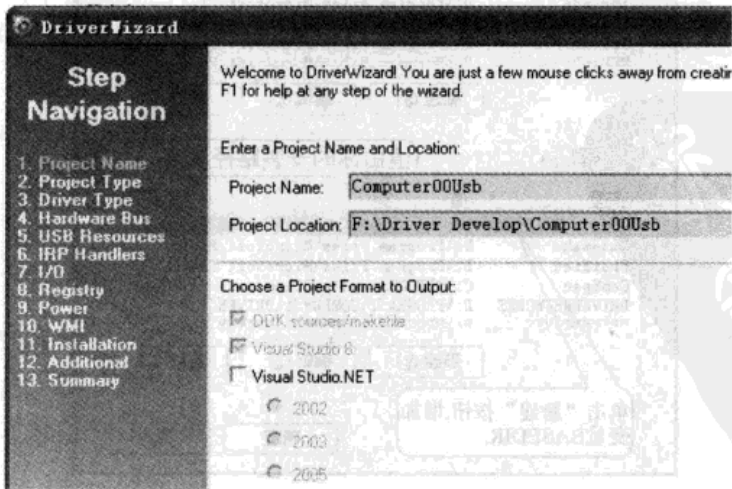 DriverWizard
Step
Navigation
1. Project Name
2. Project Type
3. Driver Type
4. Hardware Bus
5. USB Resources
6. IRP Handlers
7. I/O
8. Registry
9. Power
10. WMI
11. Installation
12. Additional
13. Summary
Welcome to DriverWizard! You are just a few mouse clicks away from creatin
F1 for help at any step of the wizard.
Enter a Project Name and Location:
Project Name: Computer00Usb
Project Location: F:\Driver Develop\Computer00Usb
Choose a Project Format to Output:
DDK sources/makefile
Visual Studio 6
Visual Studio.NET
2002
2003
2005